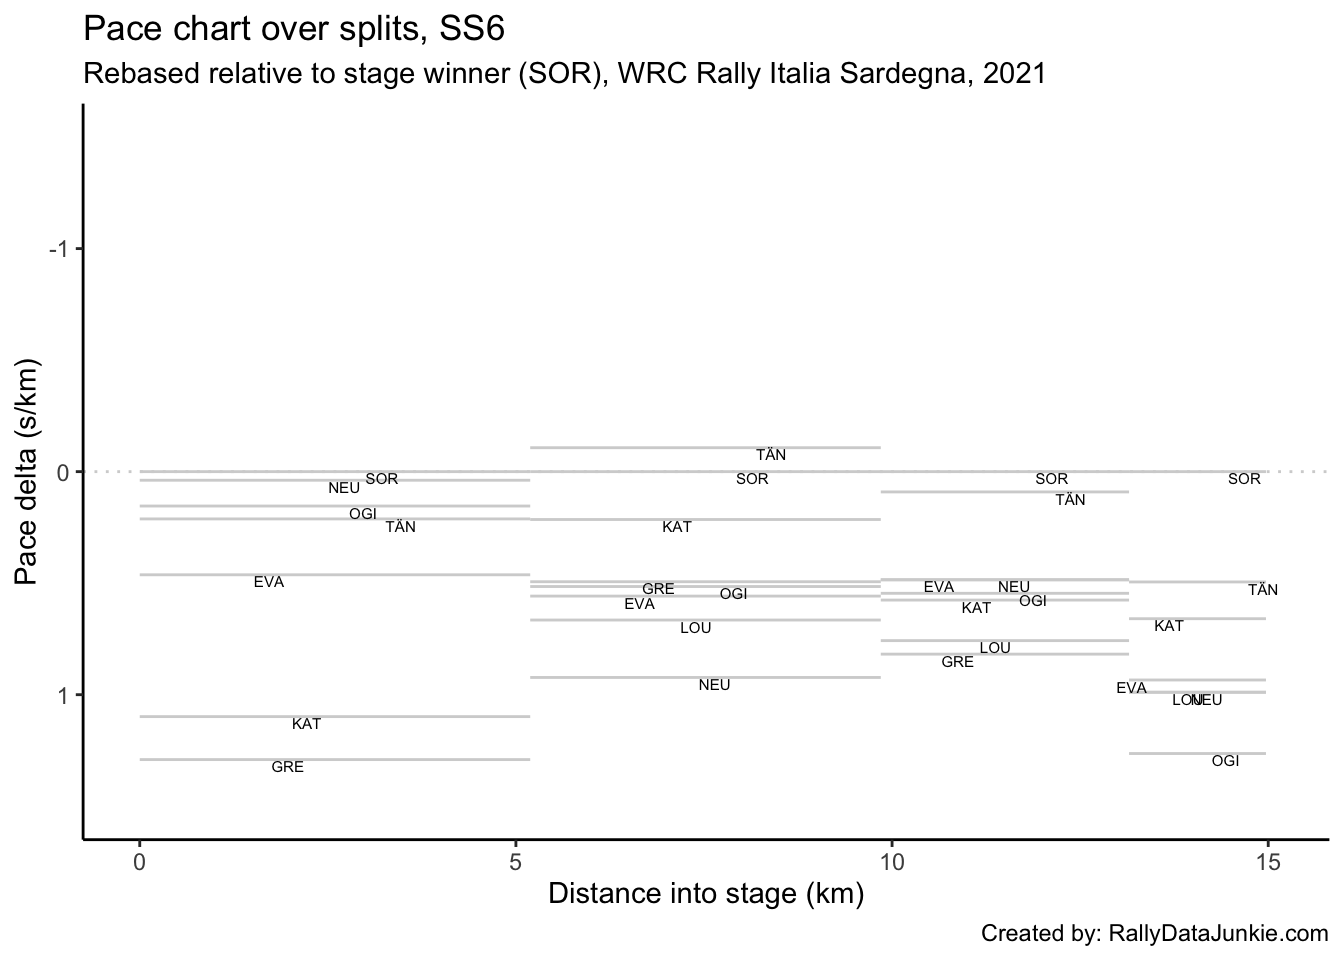 Pace chart over splits, SS6
Rebased relative to stage winner (SOR), WRC Rally Italia Sardegna, 2021
Pace delta (s/km)
-1
0
1
TÄN
SOR SOR SOR SOR
NEU
TÄN
OGI
TÄN
KAT
EVA
GRE
OGI
EVA
NEU
TÄN
EVA
KAT
OGI
LOU
KAT
LOU
GRE
NEU
EVA
LOU
NEU
KAT
OGI
GRE
0 5 10 15
Distance into stage (km)
Created by: RallyDataJunkie.com